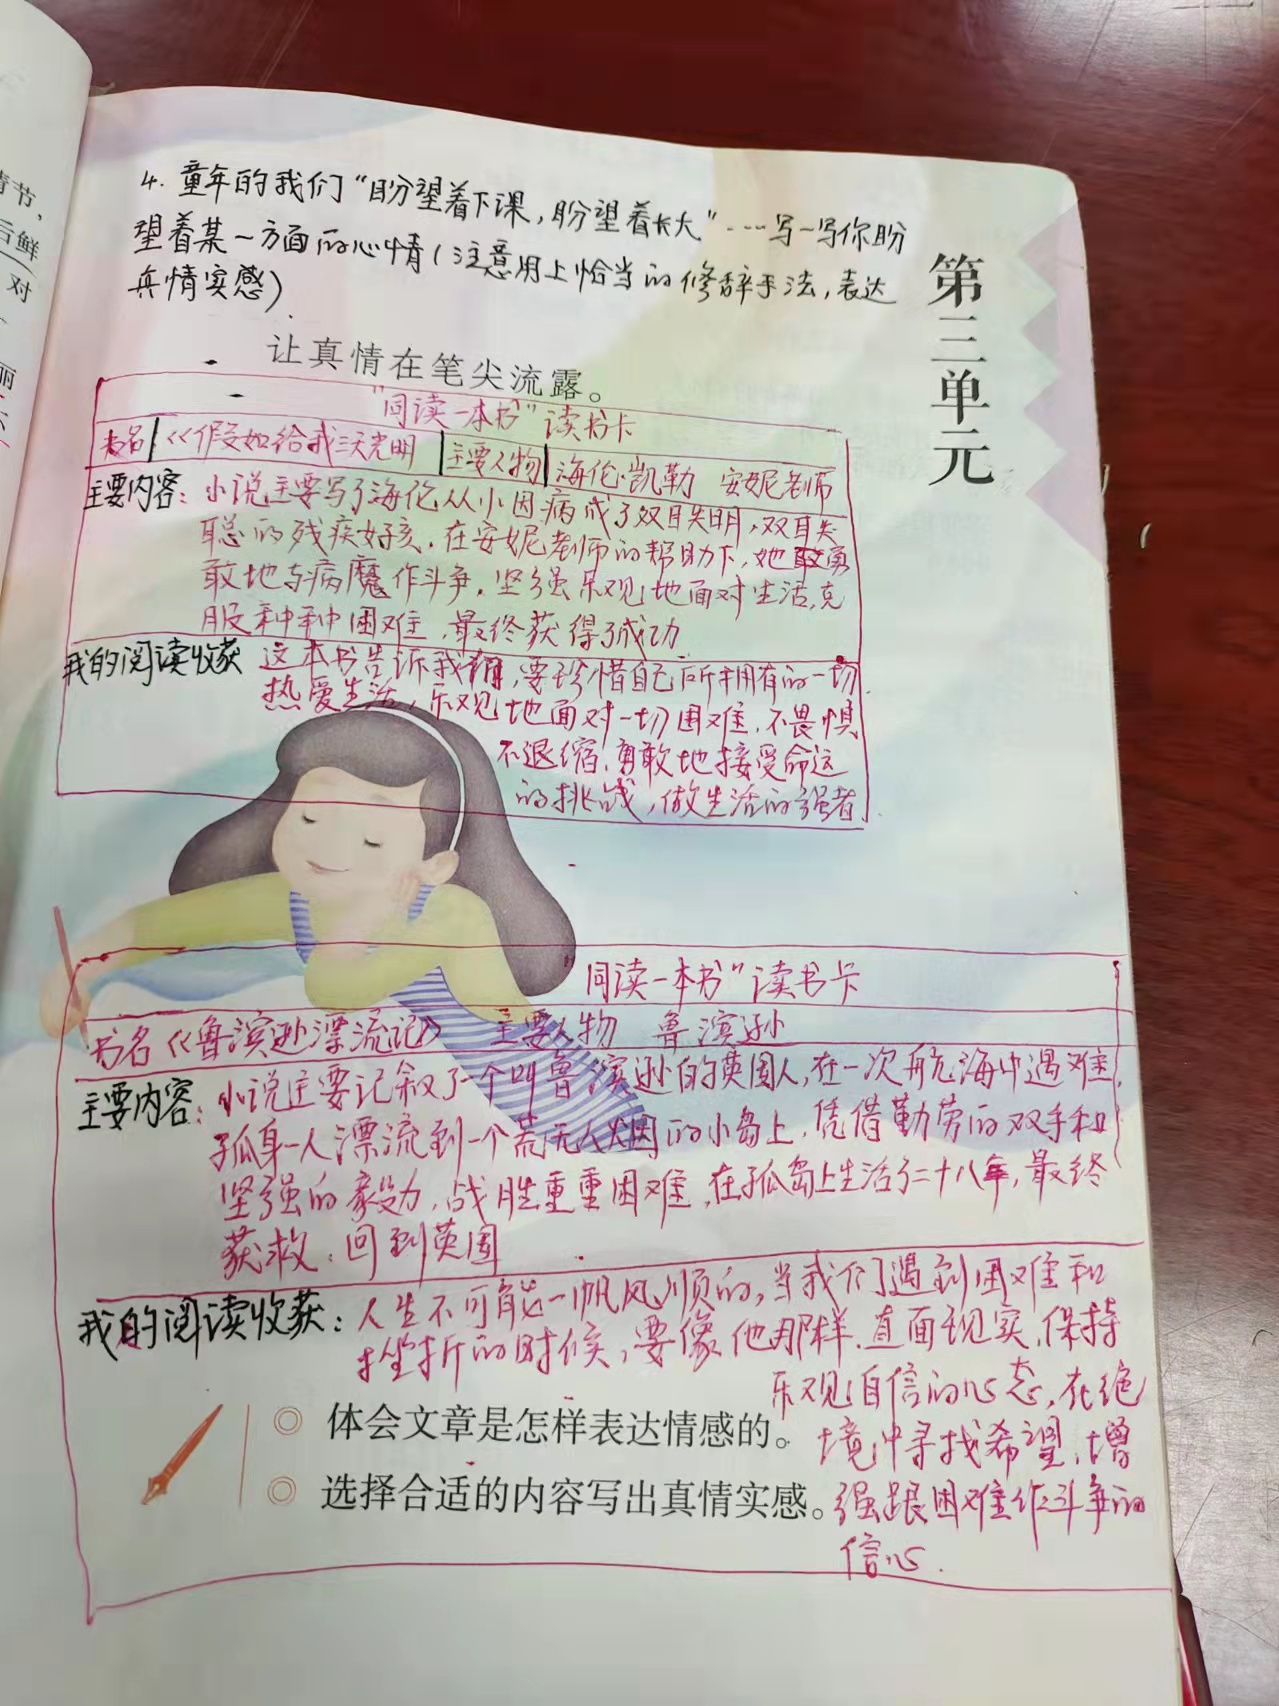 青节,
后鲜
对
丽
4. 童年的我们“盼望着下课,盼望着长大”……写一写你盼
望着某一方面的心情(注意用上恰当的修辞手法,表达
真情实感)
第三单元
让真情在笔尖流露。
“同读一本书”读书卡
书名 《假如给我三天光明 主要人物 海伦·凯勒 安妮老师
主要内容: 小说主要写了海伦从小因病成了双目失明,双耳失
聪的残疾女孩.在安妮老师的帮助下,她勇
敢地与病魔作斗争.坚强乐观地面对生活,克
服种种困难,最终获得了成功.
我的阅读收获 这本书告诉我们,要珍惜自己所拥有的一切.
热爱生活,乐观地面对一切困难,不畏惧
不退缩.勇敢地接受命运
的挑战,做生活的强者.
同读一本书”读书卡
书名《鲁滨逊漂流记》 主要人物 鲁滨逊
主要内容: 小说主要记叙了一个叫鲁滨逊的英国人,在一次航海中遇难,
孤身一人漂流到一个荒无人烟的小岛上.凭借勤劳的双手和
坚强的毅力,战胜重重困难,在孤岛上生活了二十八年,最终
获救.回到英国
我的阅读收获: 人生不可能一帆风顺的,当我们遇到困难和
挫折的时候,要像他那样.直面现实,保持
乐观自信的心态,在绝
境中寻找希望,增
强跟困难作斗争的
信心.
◎ 体会文章是怎样表达情感的。
◎ 选择合适的内容写出真情实感。